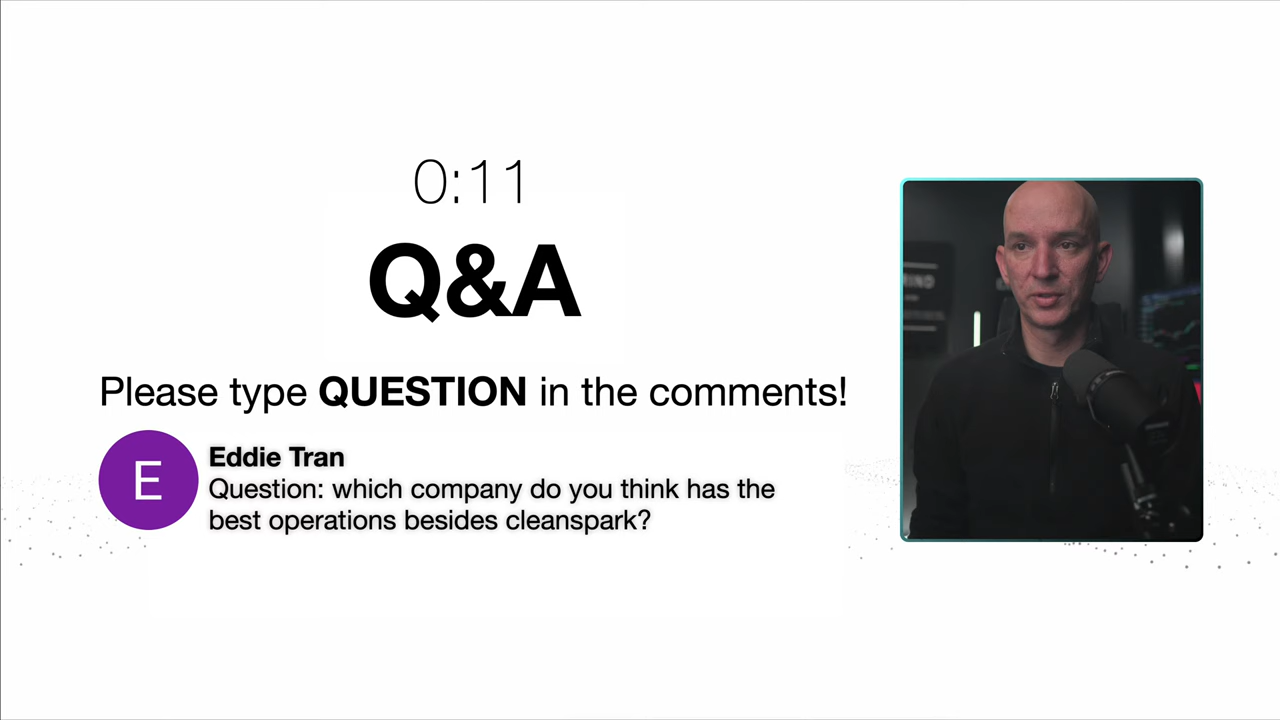 0:11
Q&A
Please type QUESTION in the comments!
E
Eddie Tran
Question: which company do you think has the
best operations besides cleanspark?